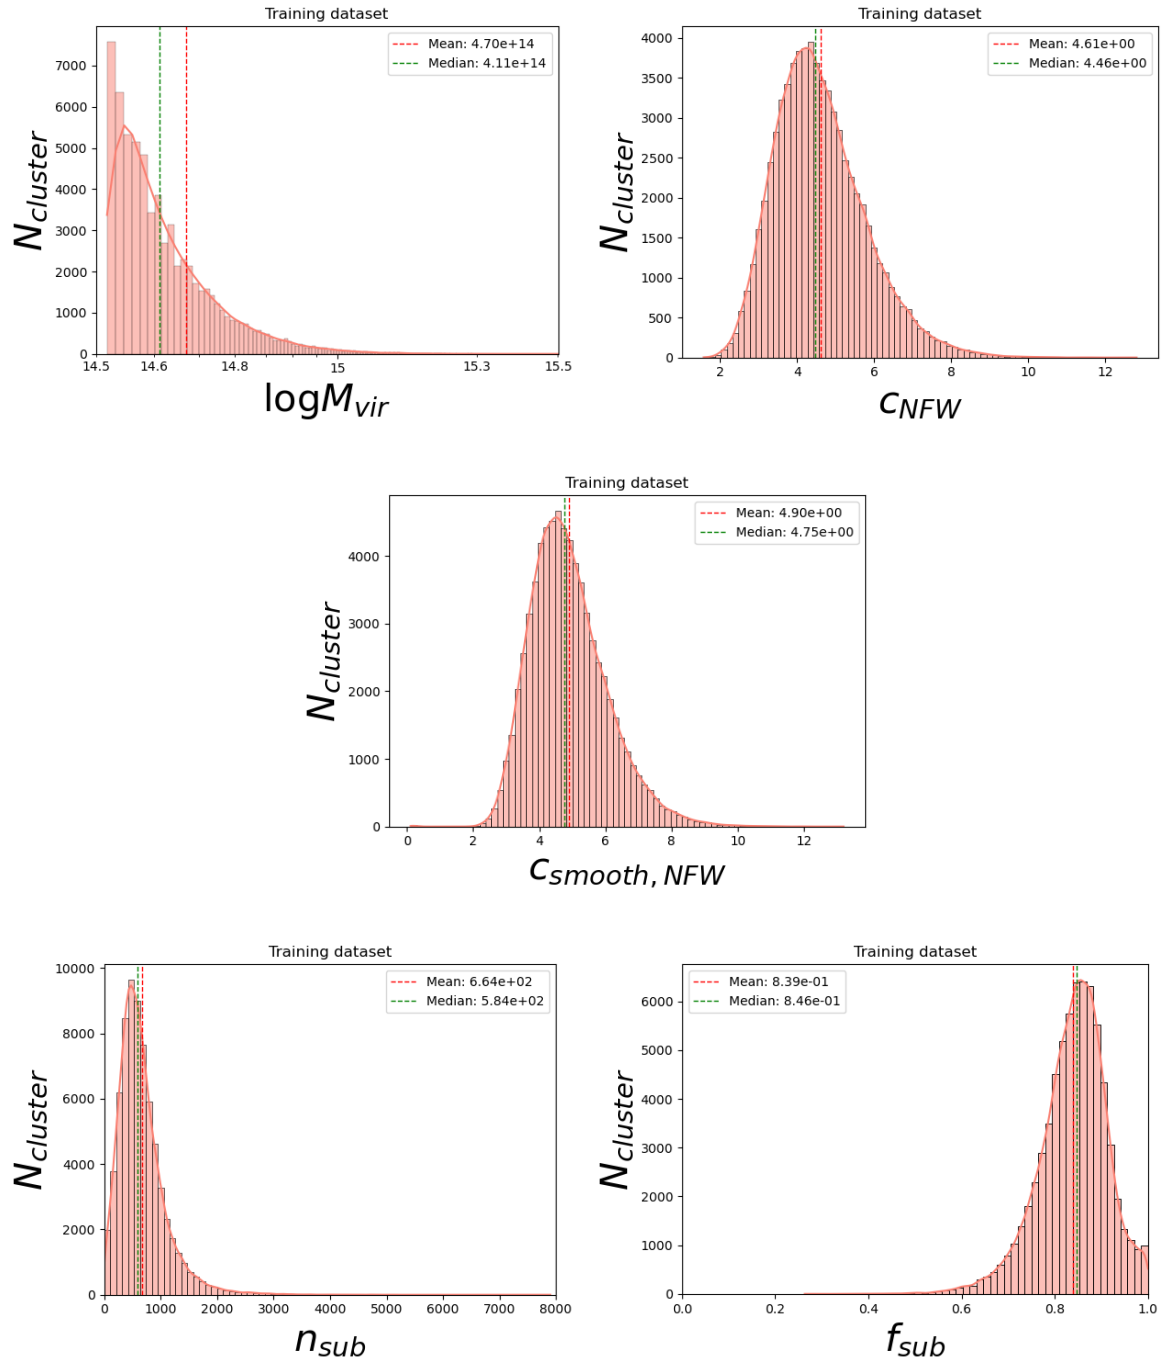 Training dataset
Mean: 4.70e+14
Median: 4.11e+14
N_cluster
7000
6000
5000
4000
3000
2000
1000
0
14.5 14.6 14.8 15 15.3 15.5
logM_vir
Training dataset
Mean: 4.61e+00
Median: 4.46e+00
N_cluster
4000
3500
3000
2500
2000
1500
1000
500
0
2 4 6 8 10 12
c_NFW
Training dataset
Mean: 4.90e+00
Median: 4.75e+00
N_cluster
4000
3000
2000
1000
0
0 2 4 6 8 10 12
c_smooth, NFW
Training dataset
Mean: 6.64e+02
Median: 5.84e+02
N_cluster
10000
8000
6000
4000
2000
0
0 1000 2000 3000 4000 5000 6000 7000 8000
n_sub
Training dataset
Mean: 8.39e-01
Median: 8.46e-01
N_cluster
6000
5000
4000
3000
2000
1000
0
0.0 0.2 0.4 0.6 0.8 1.0
f_sub